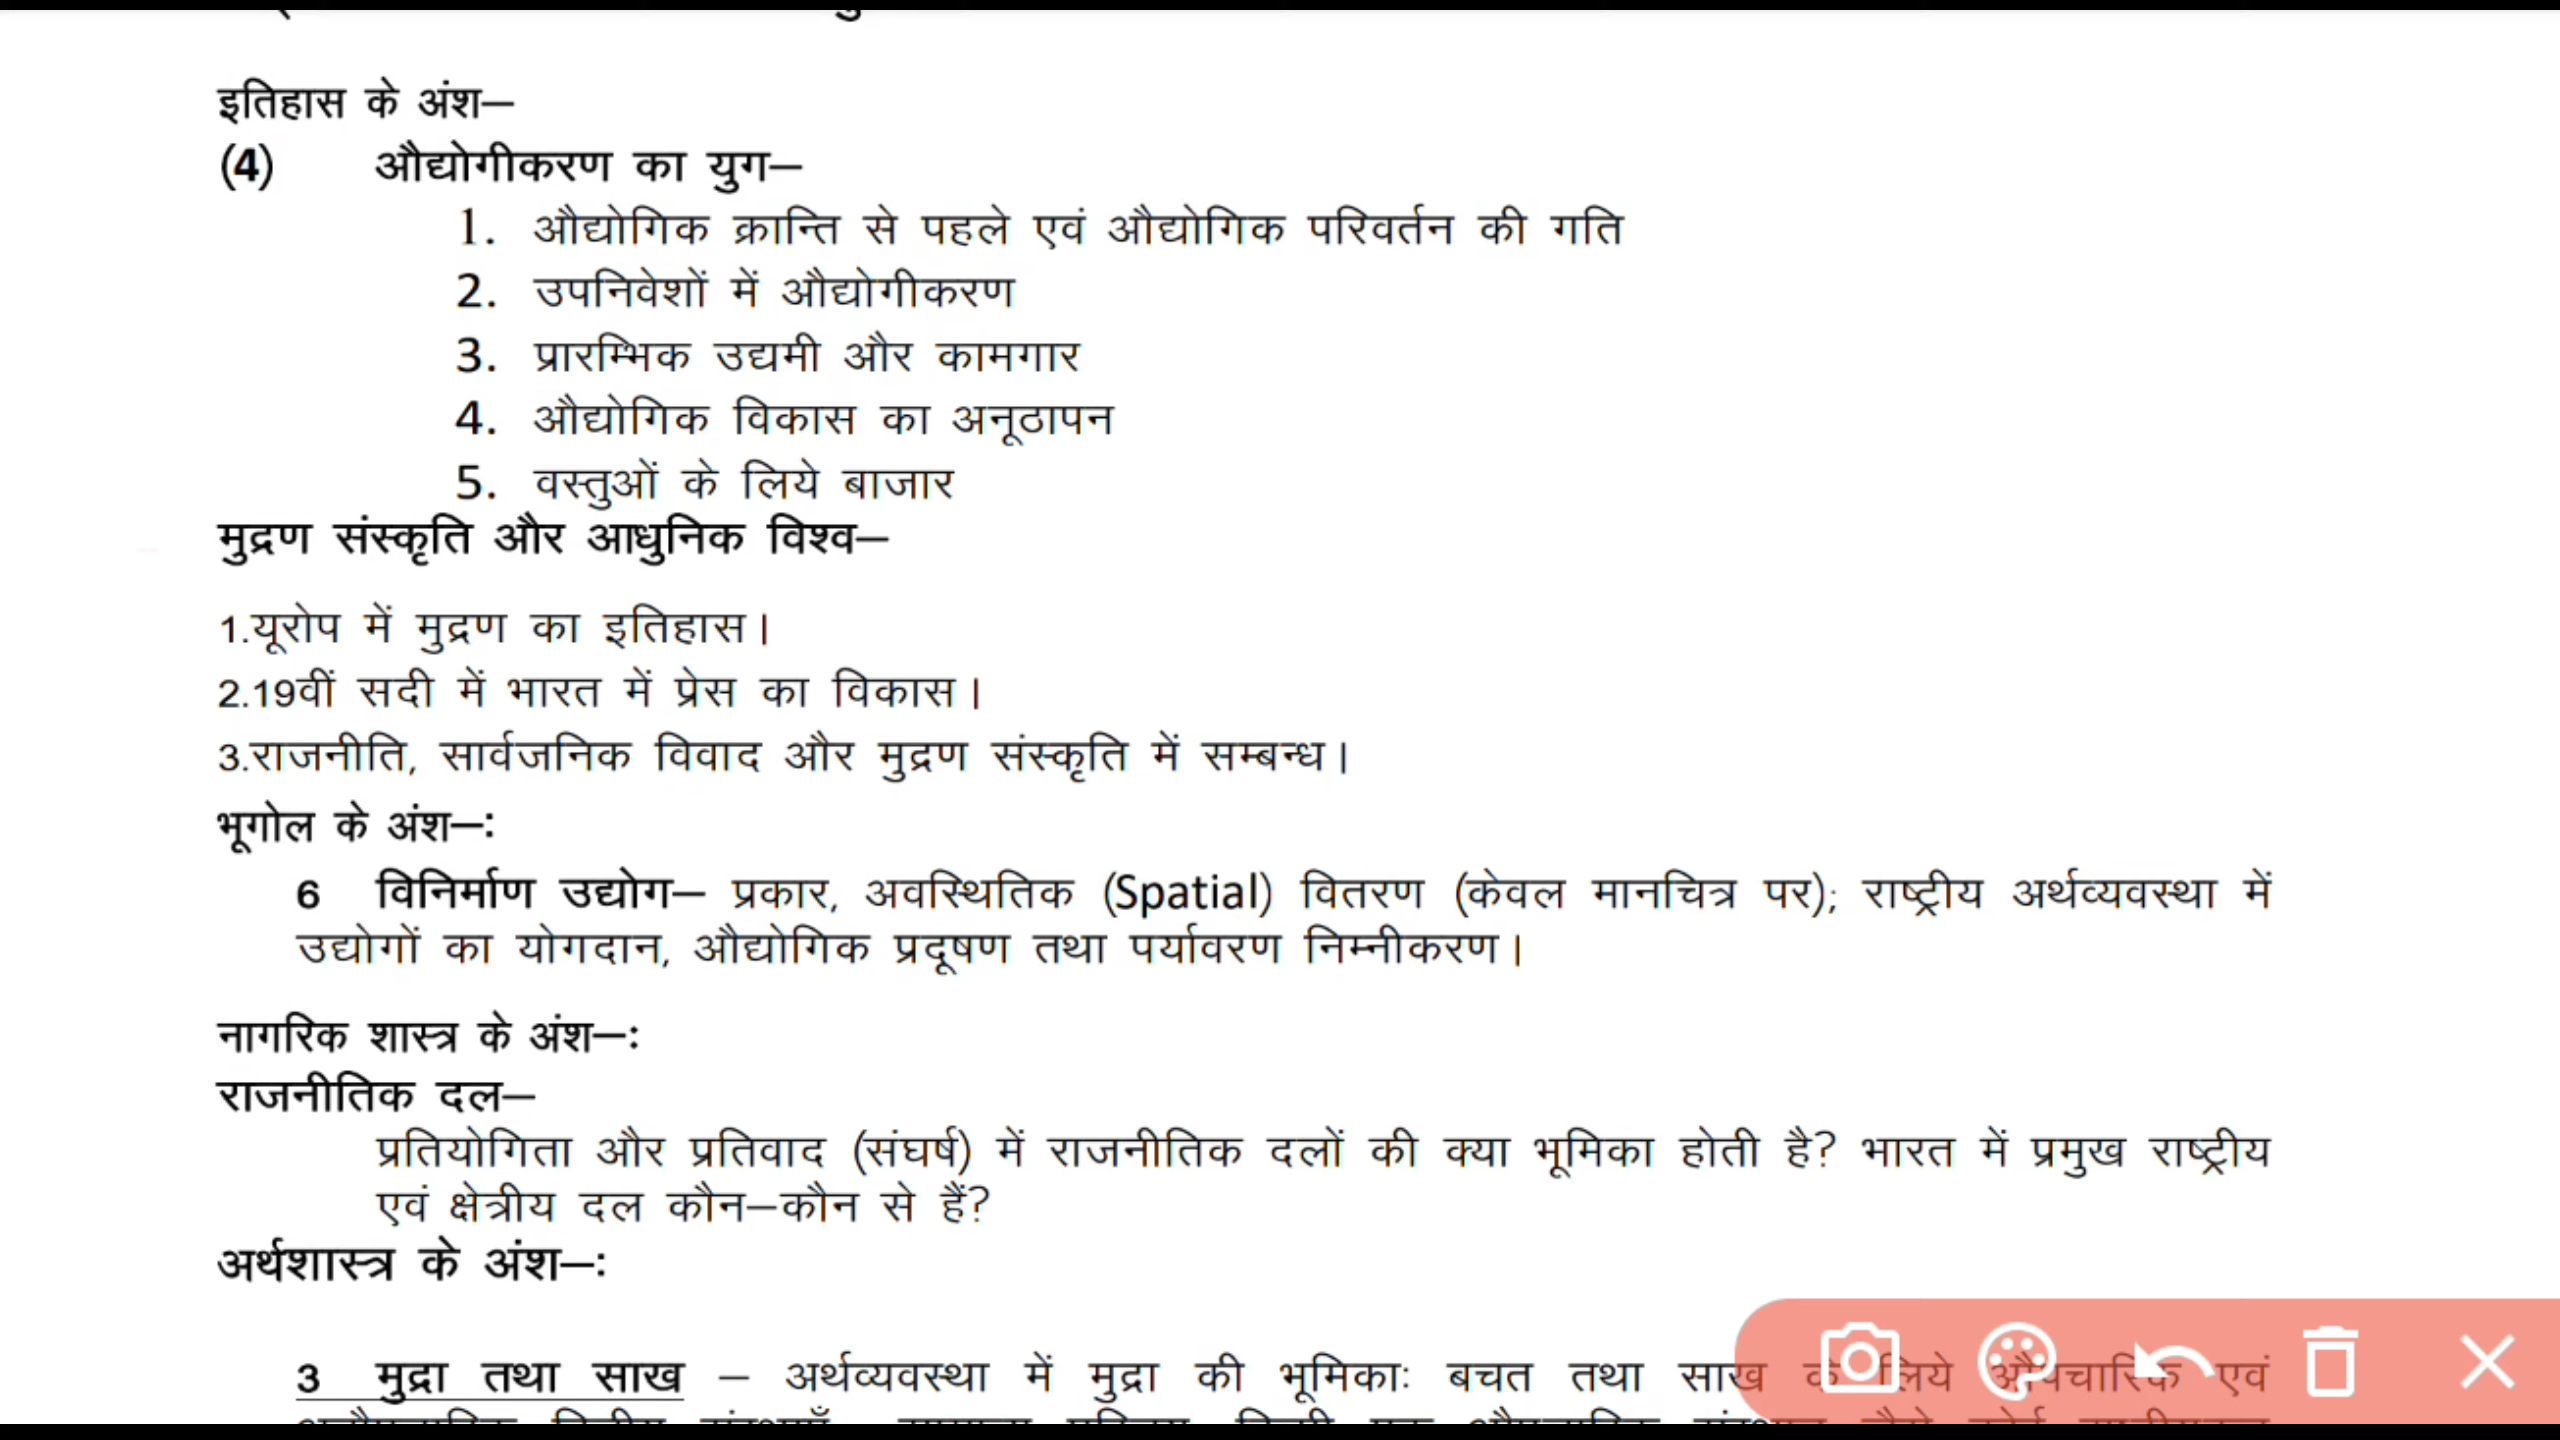 इतिहास के अंश–
(4) औद्योगीकरण का युग–
1. औद्योगिक क्रान्ति से पहले एवं औद्योगिक परिवर्तन की गति
2. उपनिवेशों में औद्योगीकरण
3. प्रारम्भिक उद्यमी और कामगार
4. औद्योगिक विकास का अनूठापन
5. वस्तुओं के लिये बाजार
मुद्रण संस्कृति और आधुनिक विश्व–
1.यूरोप में मुद्रण का इतिहास।
2.19वीं सदी में भारत में प्रेस का विकास।
3.राजनीति, सार्वजनिक विवाद और मुद्रण संस्कृति में सम्बन्ध।
भूगोल के अंश–:
6 विनिर्माण उद्योग– प्रकार, अवस्थितिक (Spatial) वितरण (केवल मानचित्र पर); राष्ट्रीय अर्थव्यवस्था में
उद्योगों का योगदान, औद्योगिक प्रदूषण तथा पर्यावरण निम्नीकरण।
नागरिक शास्त्र के अंश–:
राजनीतिक दल–
प्रतियोगिता और प्रतिवाद (संघर्ष) में राजनीतिक दलों की क्या भूमिका होती है? भारत में प्रमुख राष्ट्रीय
एवं क्षेत्रीय दल कौन–कौन से हैं?
अर्थशास्त्र के अंश–:
3 मुद्रा तथा साख – अर्थव्यवस्था में मुद्रा की भूमिकाः बचत तथा साख के लिये औपचारिक एवं